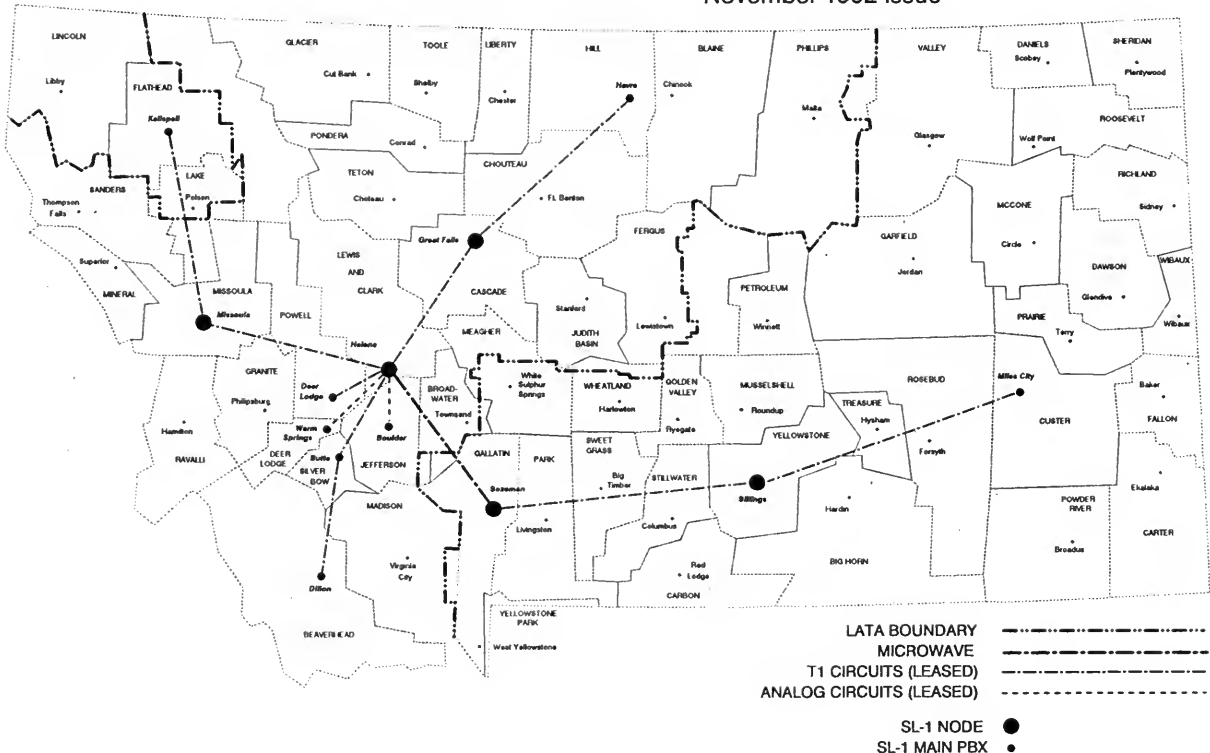 November 1992 Issue
LINCOLN
GLACIER
TOOLE
LIBERTY
HILL
BLAINE
PHILLIPS
VALLEY
DANIELS
SHERIDAN
Libby
FLATHEAD
Cut Bank
Shelby
Chester
Havre
Chinook
Malta
Scobey
Plentywood
Kalispell
PONDERA
Conrad
CHOUTEAU
Glasgow
Wolf Point
ROOSEVELT
SANDERS
LAKE
Polson
TETON
Choteau
Ft. Benton
RICHLAND
Thompson
Falls
FERGUS
MCCONE
Sidney
Superior
MINERAL
MISSOULA
Missoula
POWELL
LEWIS
AND
CLARK
Great Falls
CASCADE
Stanford
JUDITH
BASIN
Lewistown
PETROLEUM
Winnett
GARFIELD
Jordan
Circle
DAWSON
Glendive
WIBAUX
Wibaux
PRAIRIE
Terry
Helena
MEAGHER
GRANITE
Philipsburg
Deer
Lodge
BROAD-
WATER
Townsend
White
Sulphur
Springs
WHEATLAND
Harlowton
GOLDEN
VALLEY
Ryegate
MUSSELSHELL
Roundup
TREASURE
Hysham
ROSEBUD
Forsyth
Miles City
CUSTER
Baker
FALLON
Hamilton
RAVALLI
Warm
Springs
Boulder
DEER
LODGE
Butte
SILVER
BOW
JEFFERSON
GALLATIN
PARK
SWEET
GRASS
Big
Timber
STILLWATER
Columbus
YELLOWSTONE
Billings
Ekalaka
MADISON
Bozeman
Livingston
Hardin
POWDER
RIVER
Broadus
CARTER
Virginia
City
Red
Lodge
CARBON
BIG HORN
Dillon
BEAVERHEAD
YELLOWSTONE
PARK
West Yellowstone
LATA BOUNDARY
MICROWAVE
T1 CIRCUITS (LEASED)
ANALOG CIRCUITS (LEASED)
SL-1 NODE
SL-1 MAIN PBX